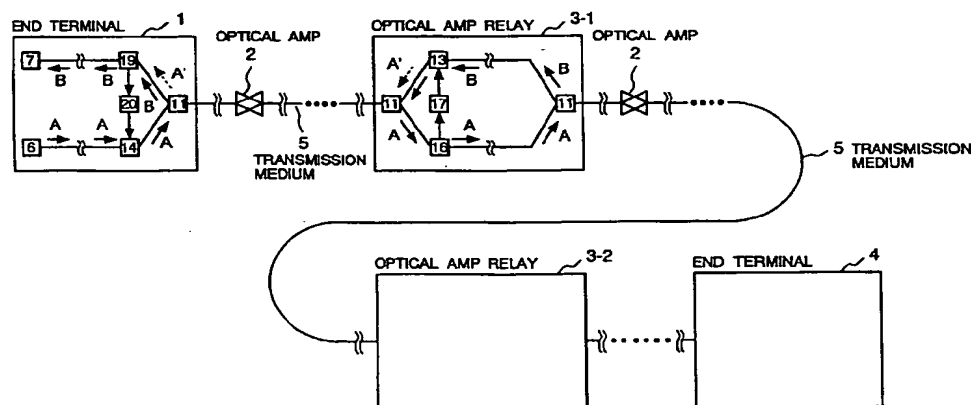 END TERMINAL 1
OPTICAL AMP
2
OPTICAL AMP RELAY 3-1
OPTICAL AMP
2
7 B B 19 A'
20 B 11
6 A A 14 A
5 TRANSMISSION
MEDIUM
A' 13 B
11 17 B 11
A 16 A A
5 TRANSMISSION
MEDIUM
OPTICAL AMP RELAY 3-2
END TERMINAL 4